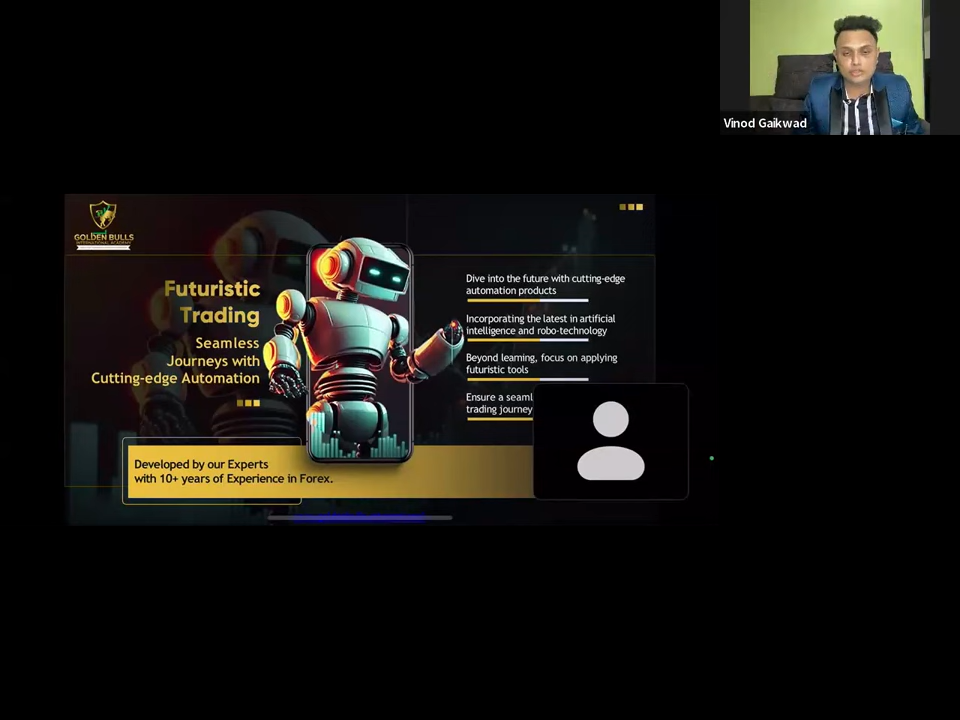 Vinod Gaikwad
GOLDEN BULLS
INTERNATIONAL ACADEMY
Futuristic
Trading
Seamless
Journeys with
Cutting-edge Automation
Dive into the future with cutting-edge
automation products
Incorporating the latest in artificial
intelligence and robo-technology
Beyond learning, focus on applying
futuristic tools
Ensure a
trading journey
Developed by our Experts
with 10+ years of Experience in Forex.